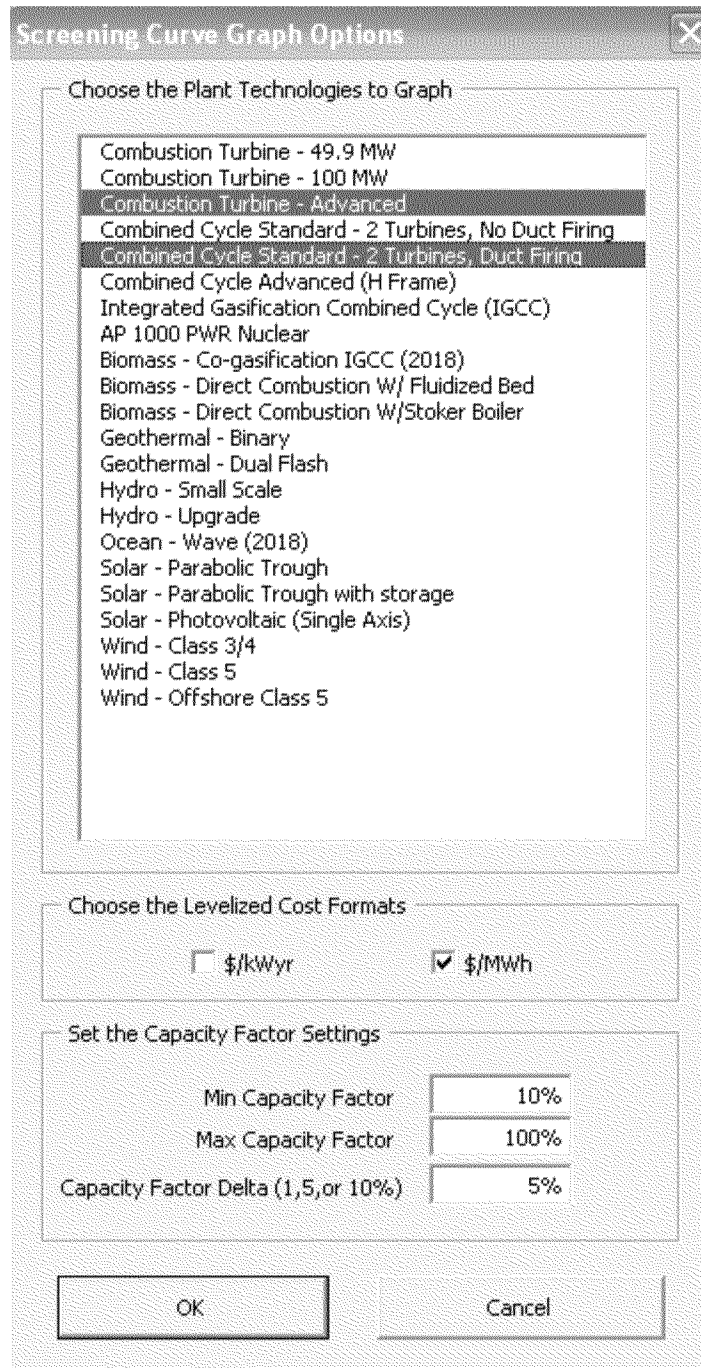 Screening Curve Graph Options
Choose the Plant Technologies to Graph
Combustion Turbine - 49.9 MW
Combustion Turbine - 100 MW
Combustion Turbine - Advanced
Combined Cycle Standard - 2 Turbines, No Duct Firing
Combined Cycle Standard - 2 Turbines, Duct Firing
Combined Cycle Advanced (H Frame)
Integrated Gasification Combined Cycle (IGCC)
AP 1000 PWR Nuclear
Biomass - Co-gasification IGCC (2018)
Biomass - Direct Combustion W/ Fluidized Bed
Biomass - Direct Combustion W/Stoker Boiler
Geothermal - Binary
Geothermal - Dual Flash
Hydro - Small Scale
Hydro - Upgrade
Ocean - Wave (2018)
Solar - Parabolic Trough
Solar - Parabolic Trough with storage
Solar - Photovoltaic (Single Axis)
Wind - Class 3/4
Wind - Class 5
Wind - Offshore Class 5
Choose the Levelized Cost Formats
$/kWyr $/MWh
Set the Capacity Factor Settings
Min Capacity Factor 10%
Max Capacity Factor 100%
Capacity Factor Delta (1,5,or 10%) 5%
OK Cancel